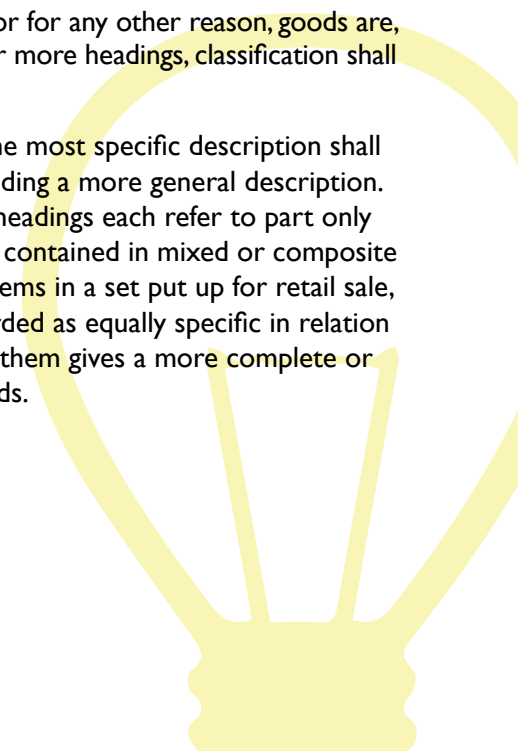 or for any other reason, goods are,
r more headings, classification shall
ne most specific description shall
ding a more general description.
headings each refer to part only
contained in mixed or composite
ems in a set put up for retail sale,
ded as equally specific in relation
them gives a more complete or
ds.